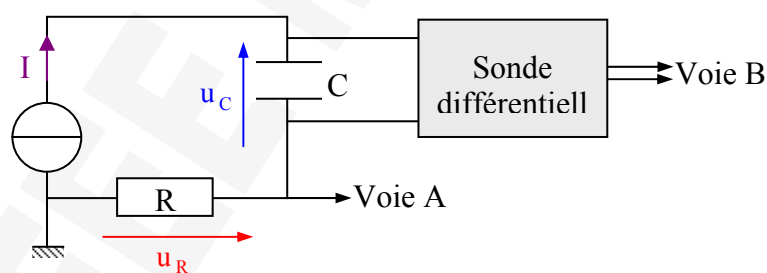 I
u C
C
Sonde
différentiell
Voie B
R
Voie A
u R